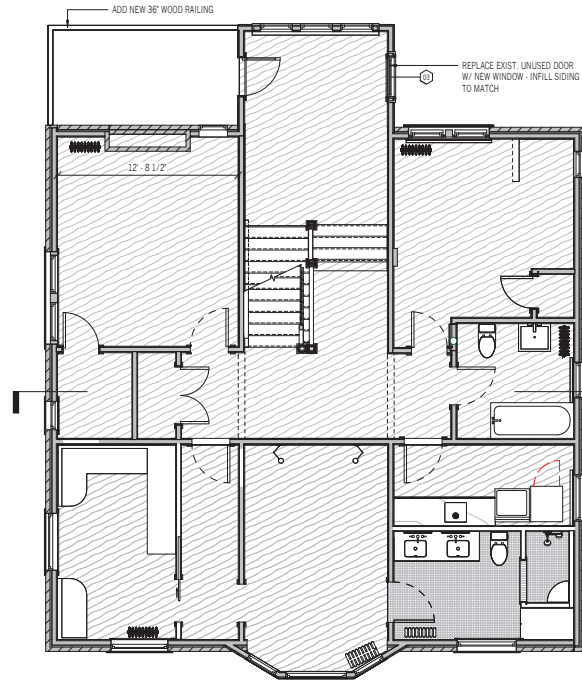 ADD NEW 36" WOOD RAILING
REPLACE EXIST. UNUSED DOOR
W/ NEW WINDOW - INFILL SIDING
TO MATCH
03
12' - 8 1/2"